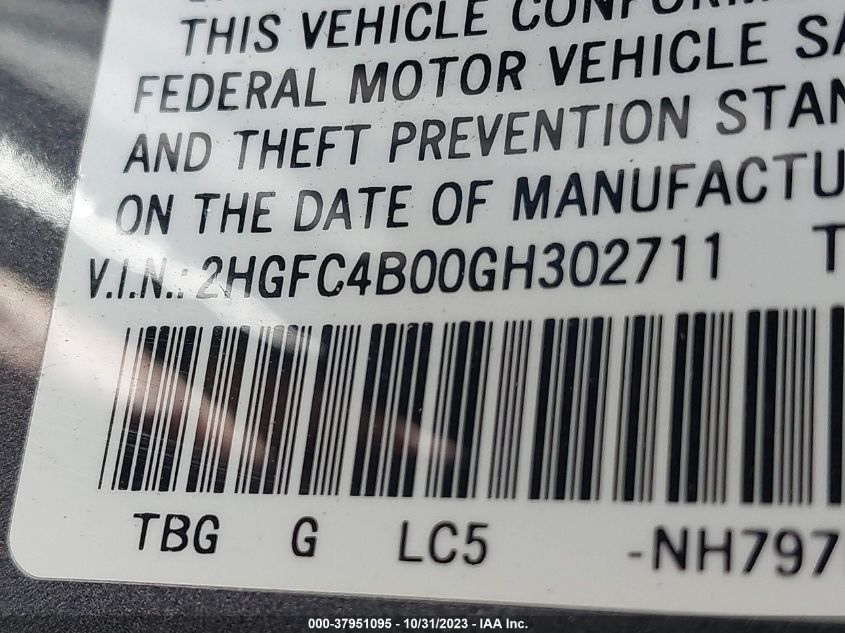 THIS VEHICLE CONFORM
FEDERAL MOTOR VEHICLE SA
AND THEFT PREVENTION STAN
ON THE DATE OF MANUFACTU
V.I.N.: 2HGFC4B00GH302711 T
TBG G LC5 -NH797
000-37951095 - 10/31/2023 - IAA Inc.